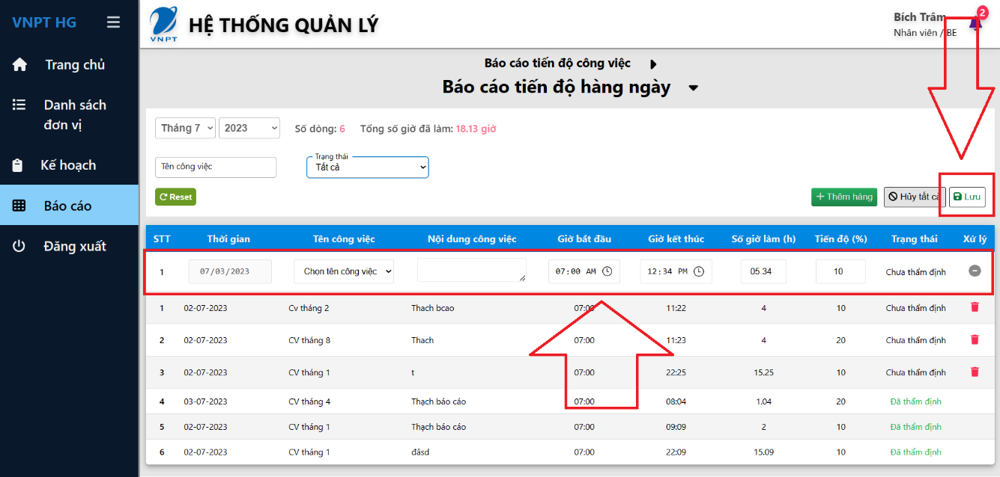 VNPT HG
Trang chủ
Danh sách
đơn vị
Kế hoạch
Báo cáo
Đăng xuất
VNPT
HỆ THỐNG QUẢN LÝ
Bích Trâm
Nhân viên / BE
2
Báo cáo tiến độ công việc
Báo cáo tiến độ hàng ngày
Tháng 7 2023 Số dòng: 6 Tổng số giờ đã làm: 18.13 giờ
Trạng thái
Tên công việc Tất cả
Reset + Thêm hàng Hủy tất cả Lưu
STT Thời gian Tên công việc Nội dung công việc Giờ bắt đầu Giờ kết thúc Số giờ làm (h) Tiến độ (%) Trạng thái Xử lý
1 07/03/2023 Chọn tên công việc 07:00 AM 12:34 PM 05.34 10 Chưa thẩm định
1 02-07-2023 Cv tháng 2 Thach bcao 07:00 11:22 4 10 Chưa thẩm định
2 02-07-2023 CV tháng 8 Thach 07:00 11:23 4 20 Chưa thẩm định
3 02-07-2023 CV tháng 1 t 07:00 22:25 15.25 10 Chưa thẩm định
4 03-07-2023 CV tháng 4 Thạch báo cáo 07:00 08:04 1.04 20 Đã thẩm định
5 02-07-2023 CV tháng 1 Thạch báo cáo 07:00 09:09 2 10 Đã thẩm định
6 02-07-2023 CV tháng 1 đâsd 07:00 22:09 15.09 10 Đã thẩm định